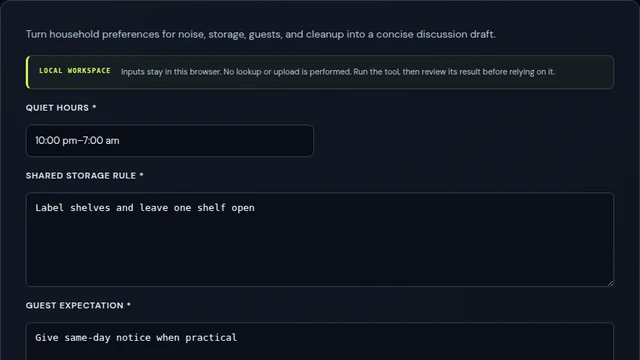 Turn household preferences for noise, storage, guests, and cleanup into a concise discussion draft.
LOCAL WORKSPACE Inputs stay in this browser. No lookup or upload is performed. Run the tool, then review its result before relying on it.
QUIET HOURS *
10:00 pm–7:00 am
SHARED STORAGE RULE *
Label shelves and leave one shelf open
GUEST EXPECTATION *
Give same-day notice when practical